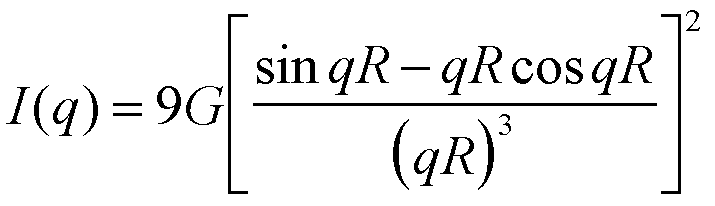 I(q) = 9G[(sin qR − qR cos qR)/(qR)³]²